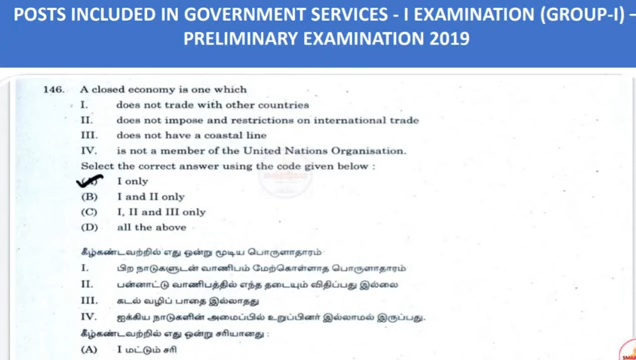 POSTS INCLUDED IN GOVERNMENT SERVICES - I EXAMINATION (GROUP-I) –
PRELIMINARY EXAMINATION 2019
146. A closed economy is one which
I. does not trade with other countries
II. does not impose and restrictions on international trade
III. does not have a coastal line
IV. is not a member of the United Nations Organisation.
Select the correct answer using the code given below :
(A) I only
(B) I and II only
(C) I, II and III only
(D) all the above
கீழ்கண்டவற்றில் எது ஒன்று மூடிய பொருளாதாரம்
I. பிற நாடுகளுடன் வாணிபம் மேற்கொள்ளாத பொருளாதாரம்
II. பன்னாட்டு வாணிபத்தில் எந்த தடையும் விதிப்பது இல்லை
III. கடல் வழிப் பாதை இல்லாதது
IV. ஐக்கிய நாடுகளின் அமைப்பில் உறுப்பினர் இல்லாமல் இருப்பது.
கீழ்கண்டவற்றில் எது ஒன்று சரியானது :
(A) I மட்டும் சரி